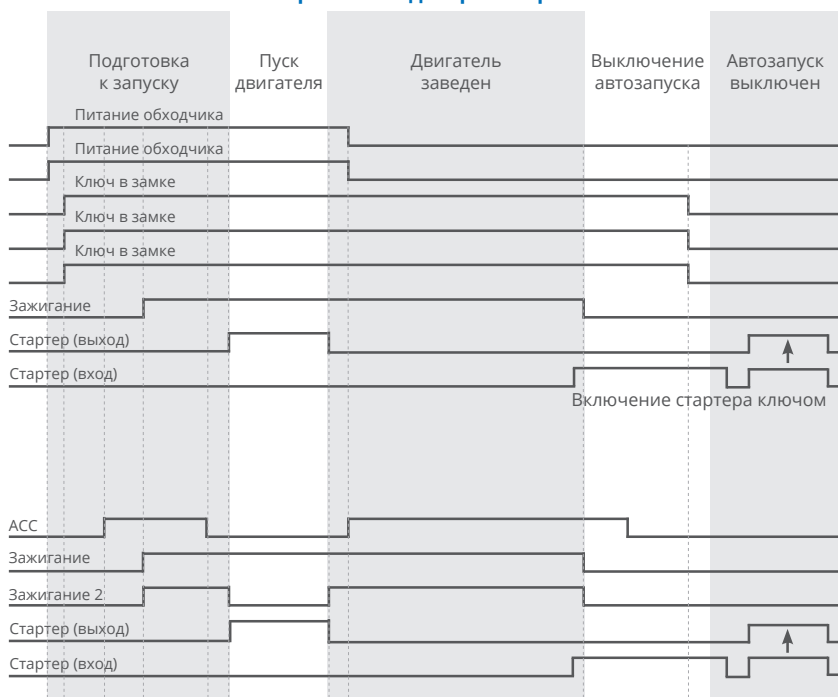 Подготовка
к запуску
Пуск
двигателя
Двигатель
заведен
Выключение
автозапуска
Автозапуск
выключен
Питание обходчика
Питание обходчика
Ключ в замке
Ключ в замке
Ключ в замке
Зажигание
Стартер (выход)
Стартер (вход)
Включение стартера ключом
ACC
Зажигание
Зажигание 2
Стартер (выход)
Стартер (вход)